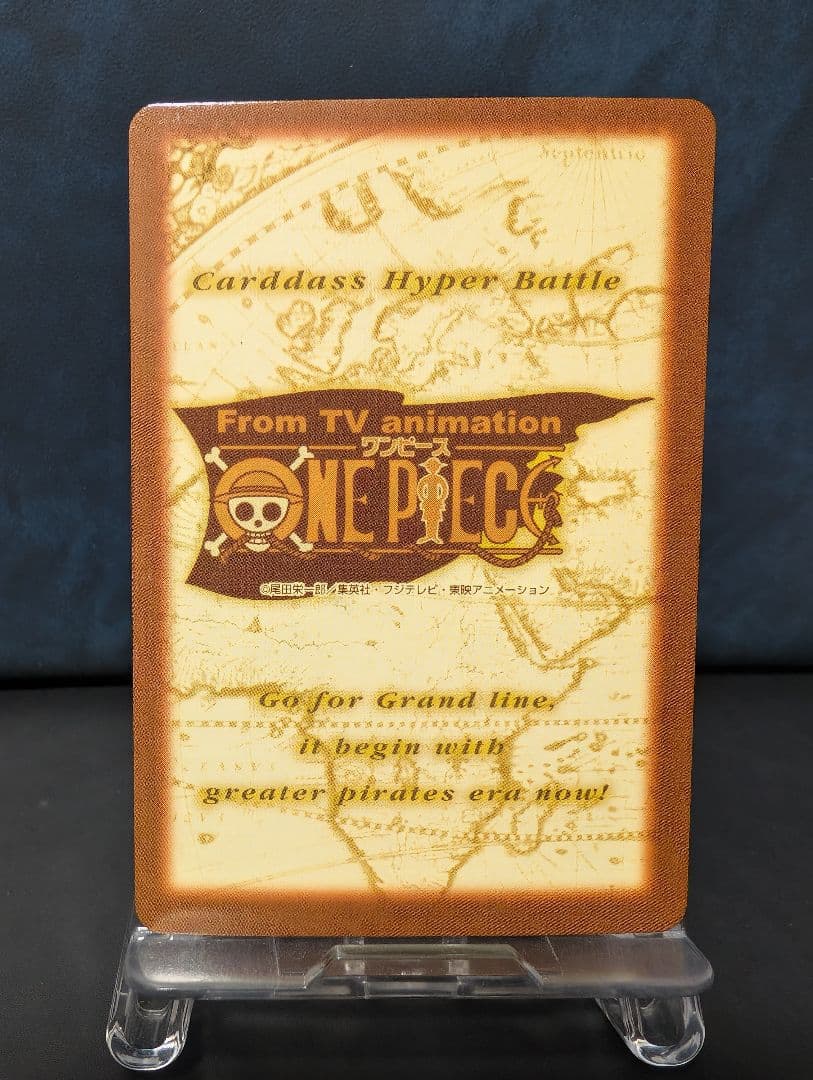 Septentrio
Carddass Hyper Battle
From TV animation
ワンピース
ONE PIECE
©尾田栄一郎/集英社・フジテレビ・東映アニメーション
Go for Grand line,
it begin with
greater pirates era now!